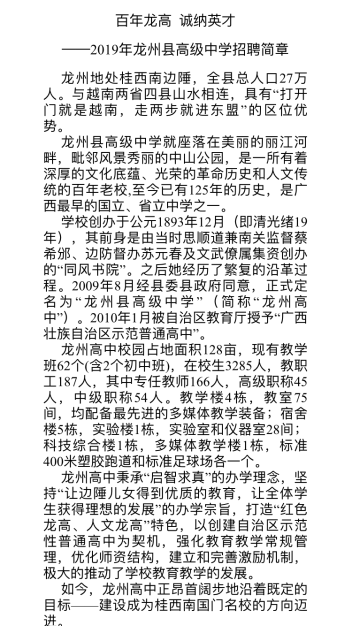 百年龙高 诚纳英才
——2019年龙州县高级中学招聘简章
龙州地处桂西南边陲，全县总人口27万
人。与越南两省四县山水相连，具有“打开
门就是越南，走两步就进东盟”的区位优
势。
龙州县高级中学就座落在美丽的丽江河
畔，毗邻风景秀丽的中山公园，是一所有着
深厚的文化底蕴、光荣的革命历史和人文传
统的百年老校,至今已有125年的历史，是广
西最早的国立、省立中学之一。
学校创办于公元1893年12月（即清光绪19
年），其前身是由当时思顺道兼南关监督蔡
希邠、边防督办苏元春及文武僚属集资创办
的“同风书院”。之后她经历了繁复的沿革过
程。2009年8月经县委县政府同意，正式定
名为“龙州县高级中学”（简称“龙州高
中”）。2010年1月被自治区教育厅授予“广西
壮族自治区示范普通高中”。
龙州高中校园占地面积128亩，现有教学
班62个(含2个初中班)，在校生3285人，教职
工187人，其中专任教师166人，高级职称45
人，中级职称54人。教学楼4栋，教室75
间，均配备最先进的多媒体教学装备；宿舍
楼5栋，实验楼1栋，实验室和仪器室28间；
科技综合楼1栋，多媒体教学楼1栋，标准
400米塑胶跑道和标准足球场各一个。
龙州高中秉承“启智求真”的办学理念，坚
持“让边陲儿女得到优质的教育，让全体学
生获得理想的发展”的办学宗旨，打造“红色
龙高、人文龙高”特色，以创建自治区示范
性普通高中为契机，强化教育教学常规管
理，优化师资结构，建立和完善激励机制，
极大的推动了学校教育教学的发展。
如今，龙州高中正昂首阔步地沿着既定的
目标——建设成为桂西南国门名校的方向迈
进。